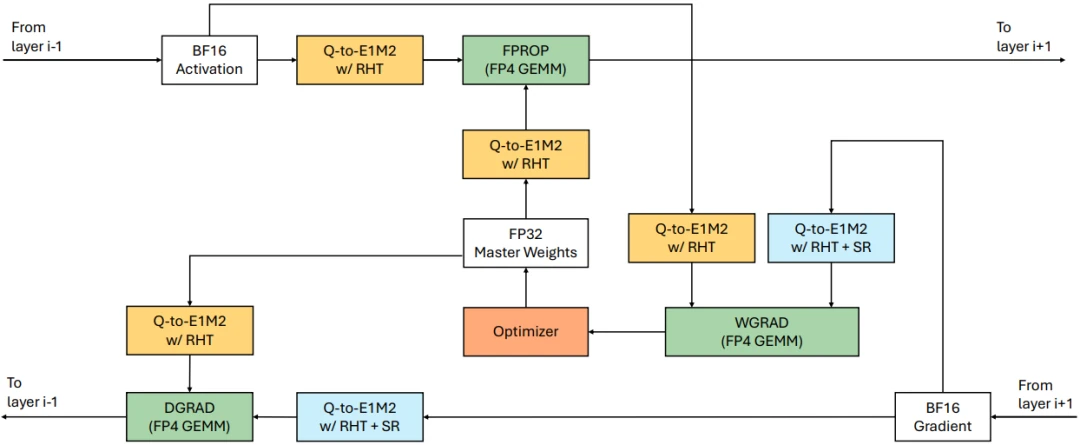 From
layer i-1
BF16
Activation
Q-to-E1M2
w/ RHT
FPROP
(FP4 GEMM)
To
layer i+1
Q-to-E1M2
w/ RHT
FP32
Master Weights
Q-to-E1M2
w/ RHT
Q-to-E1M2
w/ RHT + SR
Q-to-E1M2
w/ RHT
Optimizer
WGRAD
(FP4 GEMM)
To
layer i-1
DGRAD
(FP4 GEMM)
Q-to-E1M2
w/ RHT + SR
BF16
Gradient
From
layer i+1